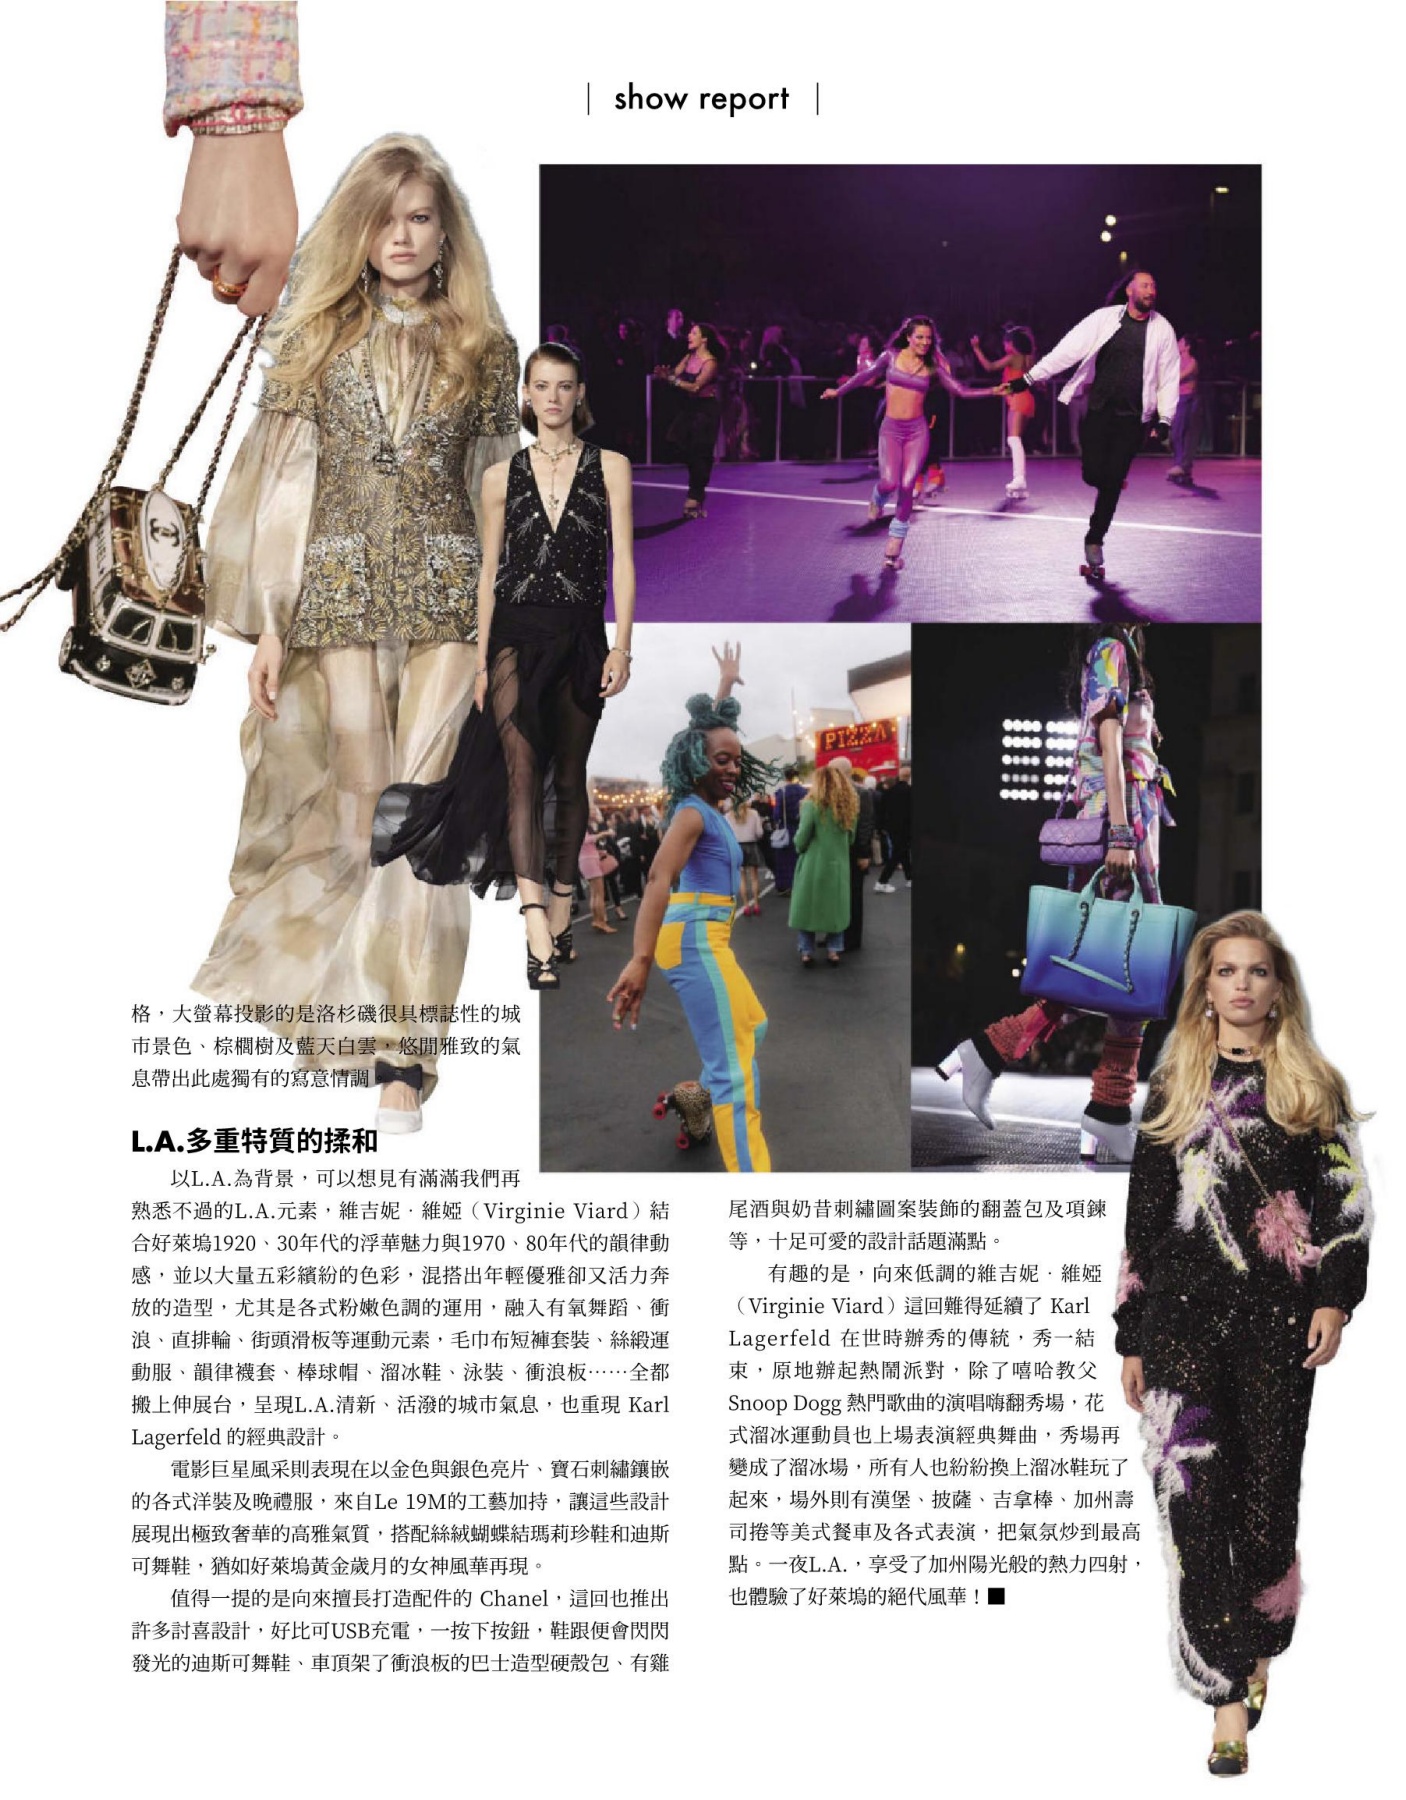 show report
PIZZA
格，大螢幕投影的是洛杉磯很具標誌性的城
市景色、棕櫚樹及藍天白雲，悠閒雅致的氣
息帶出此處獨有的寫意情調
L.A.多重特質的揉和
以L.A.為背景，可以想見有滿滿我們再
熟悉不過的L.A.元素，維吉妮．維婭（Virginie Viard）結
合好萊塢1920、30年代的浮華魅力與1970、80年代的韻律動
感，並以大量五彩繽紛的色彩，混搭出年輕優雅卻又活力奔
放的造型，尤其是各式粉嫩色調的運用，融入有氧舞蹈、衝
浪、直排輪、街頭滑板等運動元素，毛巾布短褲套裝、絲緞運
動服、韻律襪套、棒球帽、溜冰鞋、泳裝、衝浪板⋯⋯全都
搬上伸展台，呈現L.A.清新、活潑的城市氣息，也重現 Karl
Lagerfeld 的經典設計。
電影巨星風采則表現在以金色與銀色亮片、寶石刺繡鑲嵌
的各式洋裝及晚禮服，來自Le 19M的工藝加持，讓這些設計
展現出極致奢華的高雅氣質，搭配絲絨蝴蝶結瑪莉珍鞋和迪斯
可舞鞋，猶如好萊塢黃金歲月的女神風華再現。
值得一提的是向來擅長打造配件的 Chanel，這回也推出
許多討喜設計，好比可USB充電，一按下按鈕，鞋跟便會閃閃
發光的迪斯可舞鞋、車頂架了衝浪板的巴士造型硬殼包、有雞
尾酒與奶昔刺繡圖案裝飾的翻蓋包及項鍊
等，十足可愛的設計話題滿點。
有趣的是，向來低調的維吉妮．維婭
（Virginie Viard）這回難得延續了 Karl
Lagerfeld 在世時辦秀的傳統，秀一結
束，原地辦起熱鬧派對，除了嘻哈教父
Snoop Dogg 熱門歌曲的演唱嗨翻秀場，花
式溜冰運動員也上場表演經典舞曲，秀場再
變成了溜冰場，所有人也紛紛換上溜冰鞋玩了
起來，場外則有漢堡、披薩、吉拿棒、加州壽
司捲等美式餐車及各式表演，把氣氛炒到最高
點。一夜L.A.，享受了加州陽光般的熱力四射，
也體驗了好萊塢的絕代風華！■